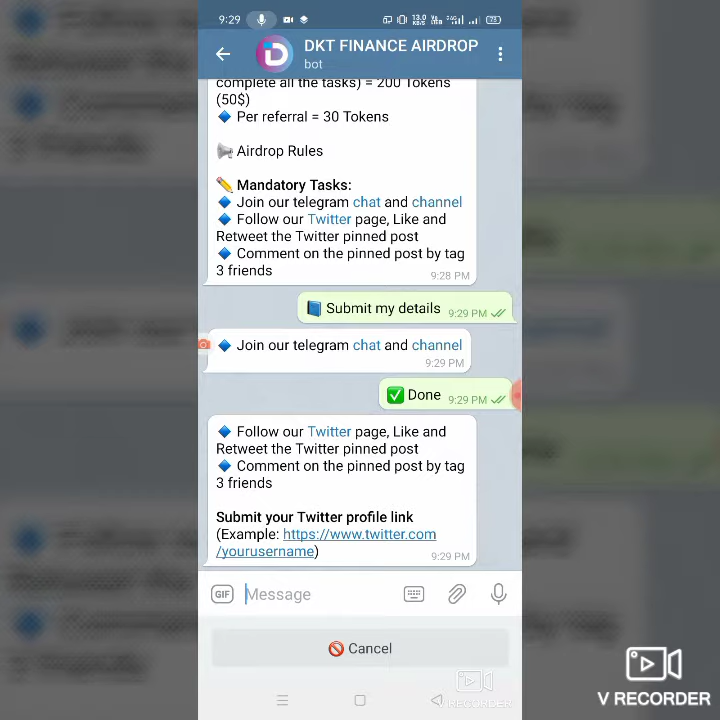 9:29
13.0 KB/s
78
DKT FINANCE AIRDROP
bot
complete all the tasks) = 200 Tokens
(50$)
🔷 Per referral = 30 Tokens
📢 Airdrop Rules
✏️ Mandatory Tasks:
🔷 Join our telegram chat and channel
🔷 Follow our Twitter page, Like and
Retweet the Twitter pinned post
🔷 Comment on the pinned post by tag
3 friends
9:28 PM
📘 Submit my details 9:29 PM
🔷 Join our telegram chat and channel
9:29 PM
✅ Done 9:29 PM
🔷 Follow our Twitter page, Like and
Retweet the Twitter pinned post
🔷 Comment on the pinned post by tag
3 friends
Submit your Twitter profile link
(Example: https://www.twitter.com
/yourusername)
9:29 PM
GIF Message
🚫 Cancel
V RECORDER
V RECORDER